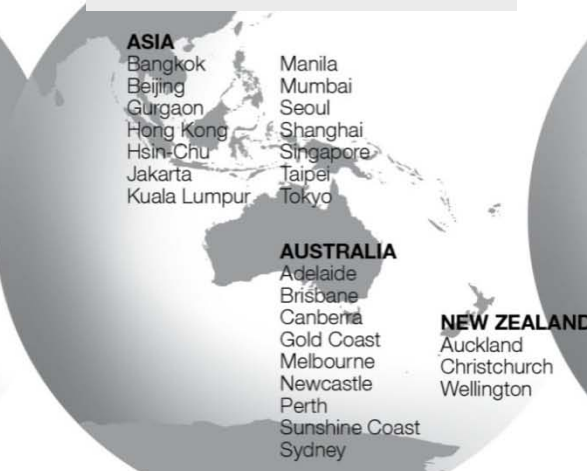 ASIA
Bangkok
Beijing
Gurgaon
Hong Kong
Hsin-Chu
Jakarta
Kuala Lumpur
Manila
Mumbai
Seoul
Shanghai
Singapore
Taipei
Tokyo
AUSTRALIA
Adelaide
Brisbane
Canberra
Gold Coast
Melbourne
Newcastle
Perth
Sunshine Coast
Sydney
NEW ZEALAND
Auckland
Christchurch
Wellington